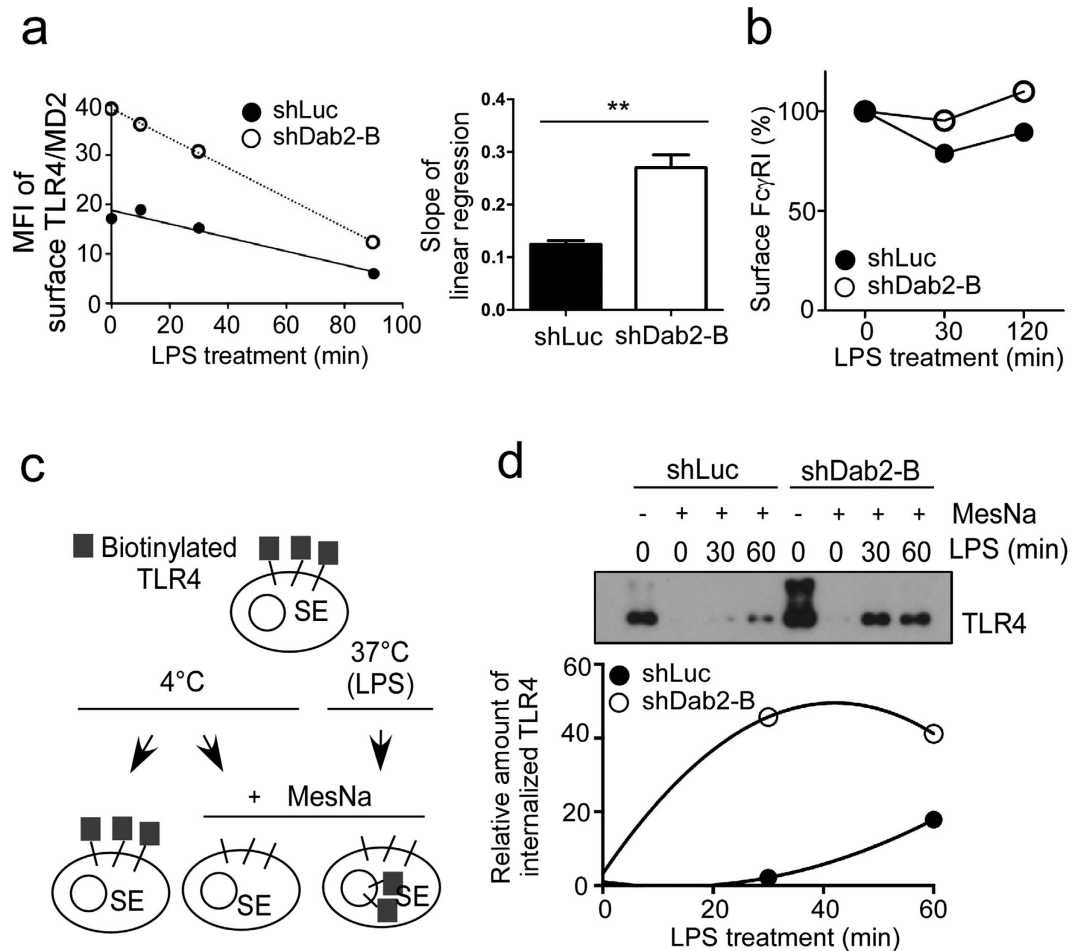 a
MFI of
surface TLR4/MD2
40
30
20
10
0
0 20 40 60 80 100
LPS treatment (min)
shLuc
shDab2-B
Slope of
linear regression
0.4
0.3
0.2
0.1
0.0
**
shLuc shDab2-B
b
Surface FcγRI (%)
100
50
shLuc
shDab2-B
0 30 120
LPS treatment (min)
c
Biotinylated
TLR4
SE
4°C
37°C
(LPS)
+ MesNa
SE
SE
SE
d
shLuc shDab2-B
- + + + - + + + MesNa
0 0 30 60 0 0 30 60 LPS (min)
TLR4
Relative amount of
internalized TLR4
60
40
20
0
shLuc
shDab2-B
0 20 40 60
LPS treatment (min)